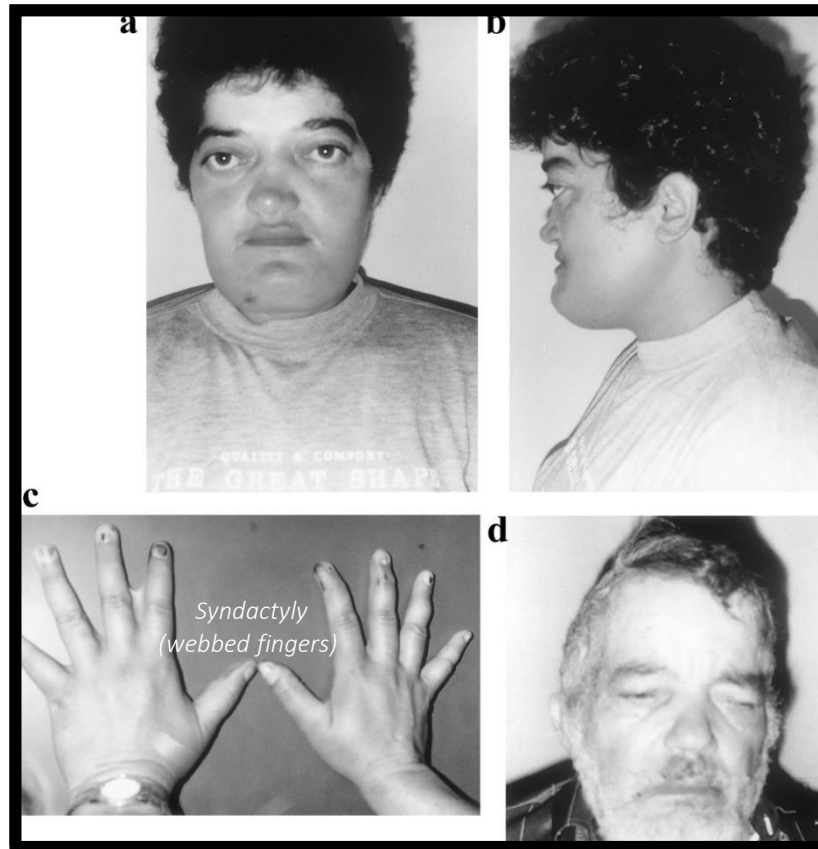 a
b
·QUALITY & COMFORT·
THE GREAT SHAPE
c
d
Syndactyly
(webbed fingers)